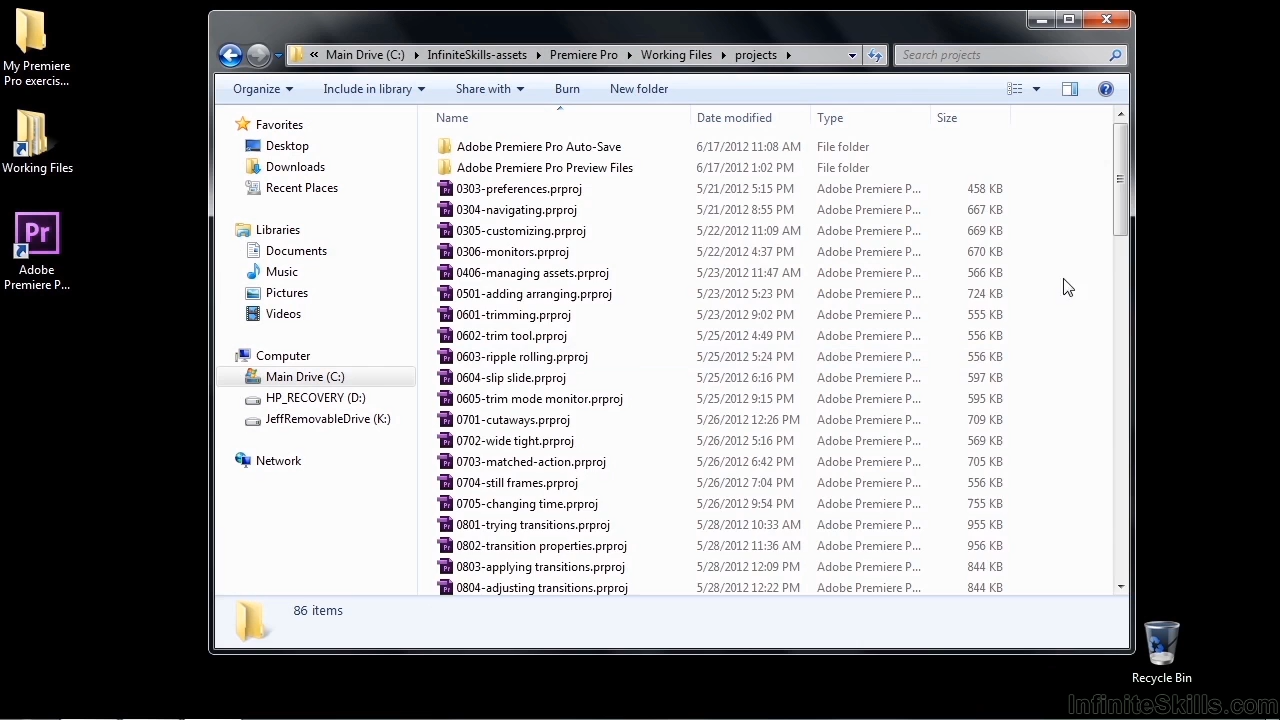 My Premiere
Pro exercis...
Working Files
Pr
Adobe
Premiere P...
« Main Drive (C:) InfiniteSkills-assets Premiere Pro Working Files projects
Search projects
Organize Include in library Share with Burn New folder
Favorites
Desktop
Downloads
Recent Places
Libraries
Documents
Music
Pictures
Videos
Computer
Main Drive (C:)
HP_RECOVERY (D:)
JeffRemovableDrive (K:)
Network
Name Date modified Type Size
Adobe Premiere Pro Auto-Save 6/17/2012 11:08 AM File folder
Adobe Premiere Pro Preview Files 6/17/2012 1:02 PM File folder
0303-preferences.prproj 5/21/2012 5:15 PM Adobe Premiere P... 458 KB
0304-navigating.prproj 5/21/2012 8:55 PM Adobe Premiere P... 667 KB
0305-customizing.prproj 5/22/2012 11:09 AM Adobe Premiere P... 669 KB
0306-monitors.prproj 5/22/2012 4:37 PM Adobe Premiere P... 670 KB
0406-managing assets.prproj 5/23/2012 11:47 AM Adobe Premiere P... 566 KB
0501-adding arranging.prproj 5/23/2012 5:23 PM Adobe Premiere P... 724 KB
0601-trimming.prproj 5/23/2012 9:02 PM Adobe Premiere P... 555 KB
0602-trim tool.prproj 5/25/2012 4:49 PM Adobe Premiere P... 556 KB
0603-ripple rolling.prproj 5/25/2012 5:24 PM Adobe Premiere P... 556 KB
0604-slip slide.prproj 5/25/2012 6:16 PM Adobe Premiere P... 597 KB
0605-trim mode monitor.prproj 5/25/2012 9:15 PM Adobe Premiere P... 595 KB
0701-cutaways.prproj 5/26/2012 12:26 PM Adobe Premiere P... 709 KB
0702-wide tight.prproj 5/26/2012 5:16 PM Adobe Premiere P... 569 KB
0703-matched-action.prproj 5/26/2012 6:42 PM Adobe Premiere P... 705 KB
0704-still frames.prproj 5/26/2012 7:04 PM Adobe Premiere P... 556 KB
0705-changing time.prproj 5/26/2012 9:54 PM Adobe Premiere P... 755 KB
0801-trying transitions.prproj 5/28/2012 10:33 AM Adobe Premiere P... 955 KB
0802-transition properties.prproj 5/28/2012 11:36 AM Adobe Premiere P... 956 KB
0803-applying transitions.prproj 5/28/2012 12:09 PM Adobe Premiere P... 844 KB
0804-adjusting transitions.prproj 5/28/2012 12:22 PM Adobe Premiere P... 844 KB
86 items
Recycle Bin
InfiniteSkills.com